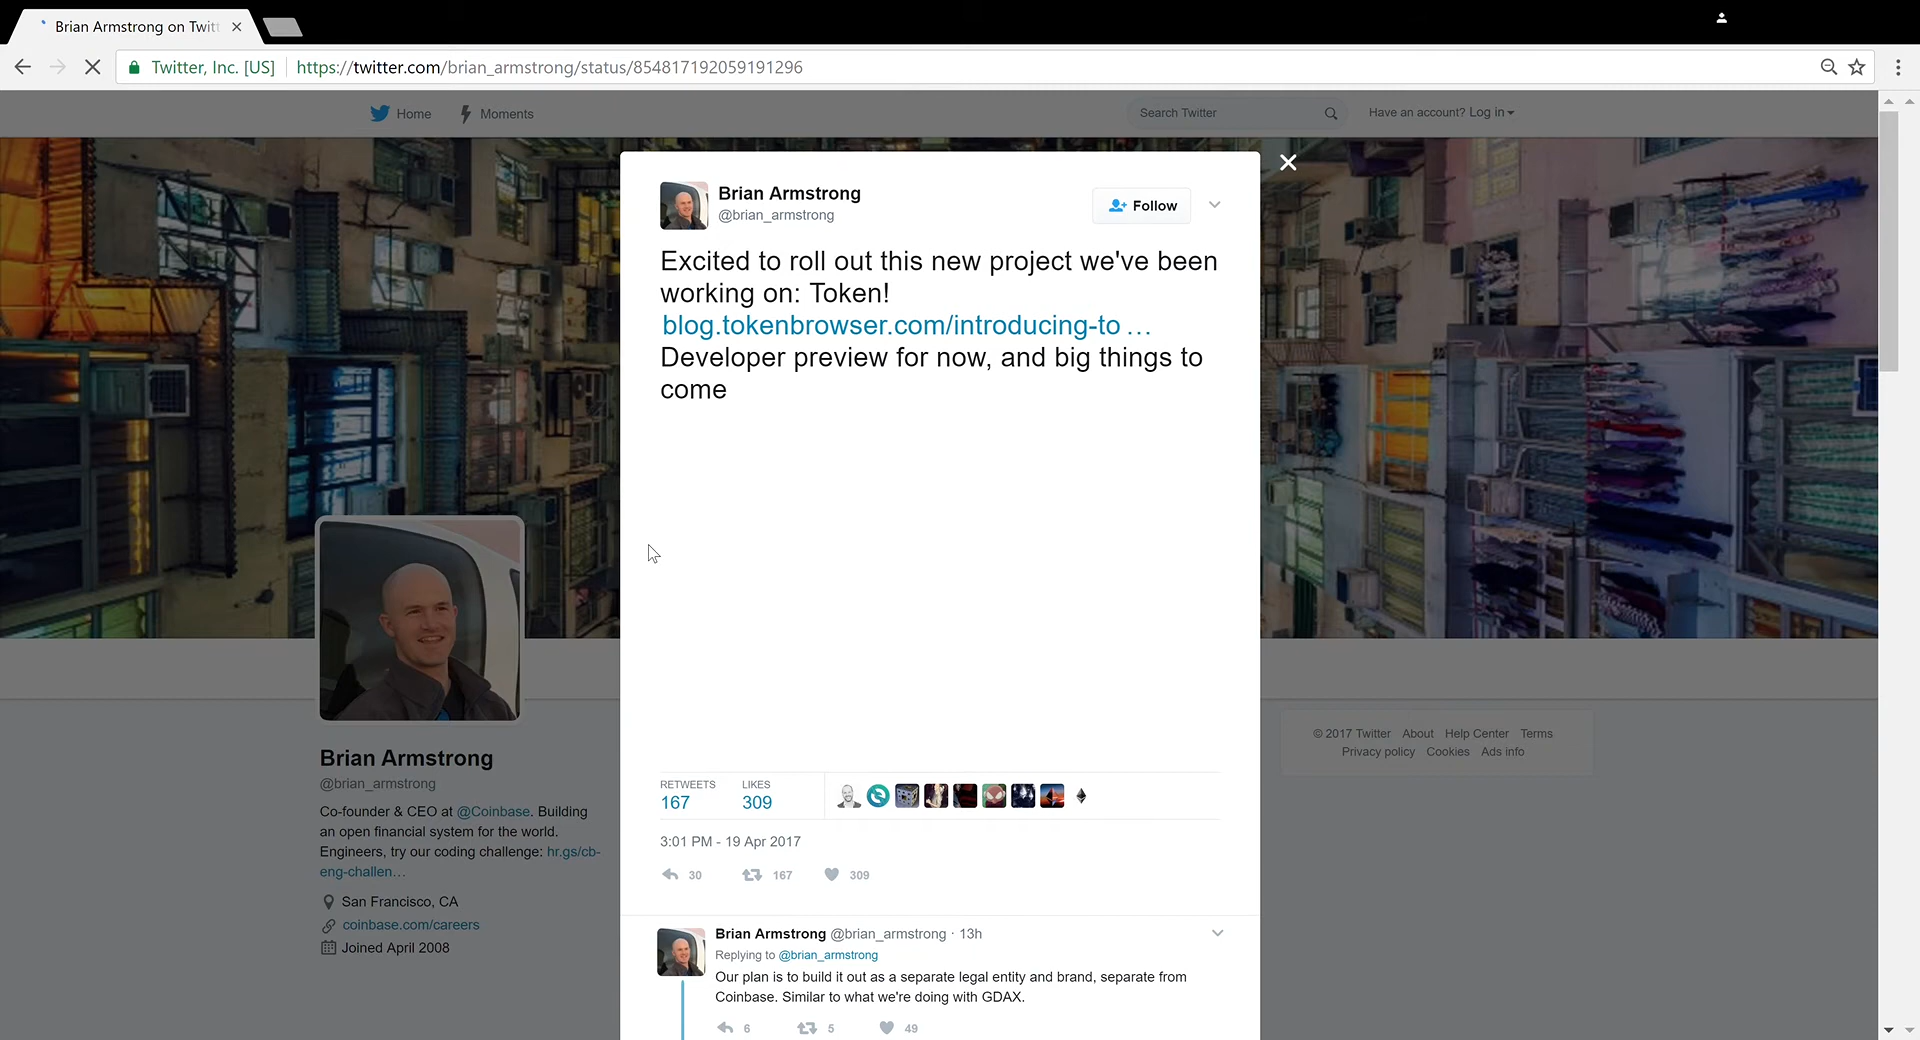 Brian Armstrong on Twit
Twitter, Inc. [US]
https://twitter.com/brian_armstrong/status/854817192059191296
Home
Moments
Search Twitter
Have an account? Log in
Brian Armstrong
@brian_armstrong
Follow
Excited to roll out this new project we've been
working on: Token!
blog.tokenbrowser.com/introducing-to …
Developer preview for now, and big things to
come
RETWEETS
167
LIKES
309
3:01 PM - 19 Apr 2017
30
167
309
Brian Armstrong @brian_armstrong · 13h
Replying to @brian_armstrong
Our plan is to build it out as a separate legal entity and brand, separate from
Coinbase. Similar to what we're doing with GDAX.
6
5
49
Brian Armstrong
@brian_armstrong
Co-founder & CEO at @Coinbase. Building
an open financial system for the world.
Engineers, try our coding challenge: hr.gs/cb-
eng-challen…
San Francisco, CA
coinbase.com/careers
Joined April 2008
© 2017 Twitter About Help Center Terms
Privacy policy Cookies Ads info